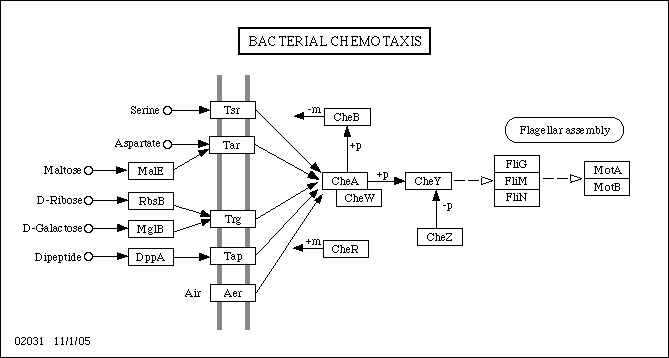 BACTERIAL CHEMOTAXIS
Serine
Tsr
-m
CheB
Aspartate
Tar
+p
Flagellar assembly
Maltose
MalE
CheA
+p
CheY
FliG
FliM
FliN
MotA
MotB
CheW
D-Ribose
RbsB
Trg
-p
D-Galactose
MglB
CheZ
+m
CheR
Dipeptide
DppA
Tap
Air
Aer
02031 11/1/05